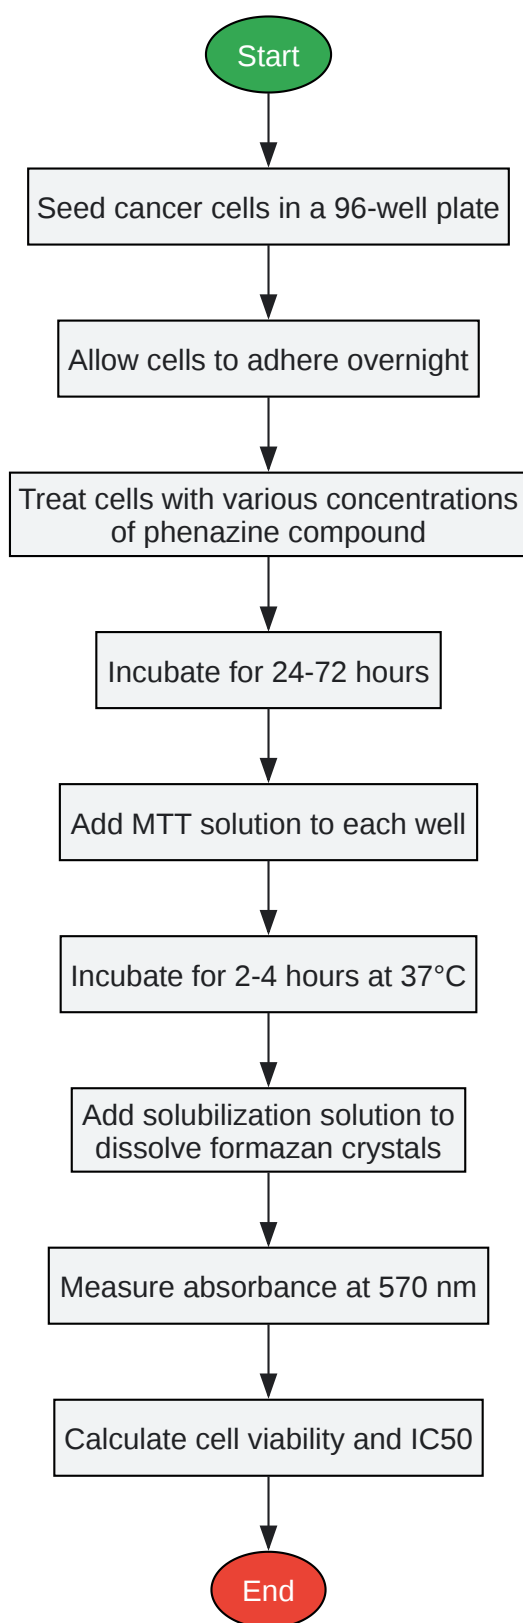 Start
Seed cancer cells in a 96-well plate
Allow cells to adhere overnight
Treat cells with various concentrations
of phenazine compound
Incubate for 24-72 hours
Add MTT solution to each well
Incubate for 2-4 hours at 37°C
Add solubilization solution to
dissolve formazan crystals
Measure absorbance at 570 nm
Calculate cell viability and IC50
End